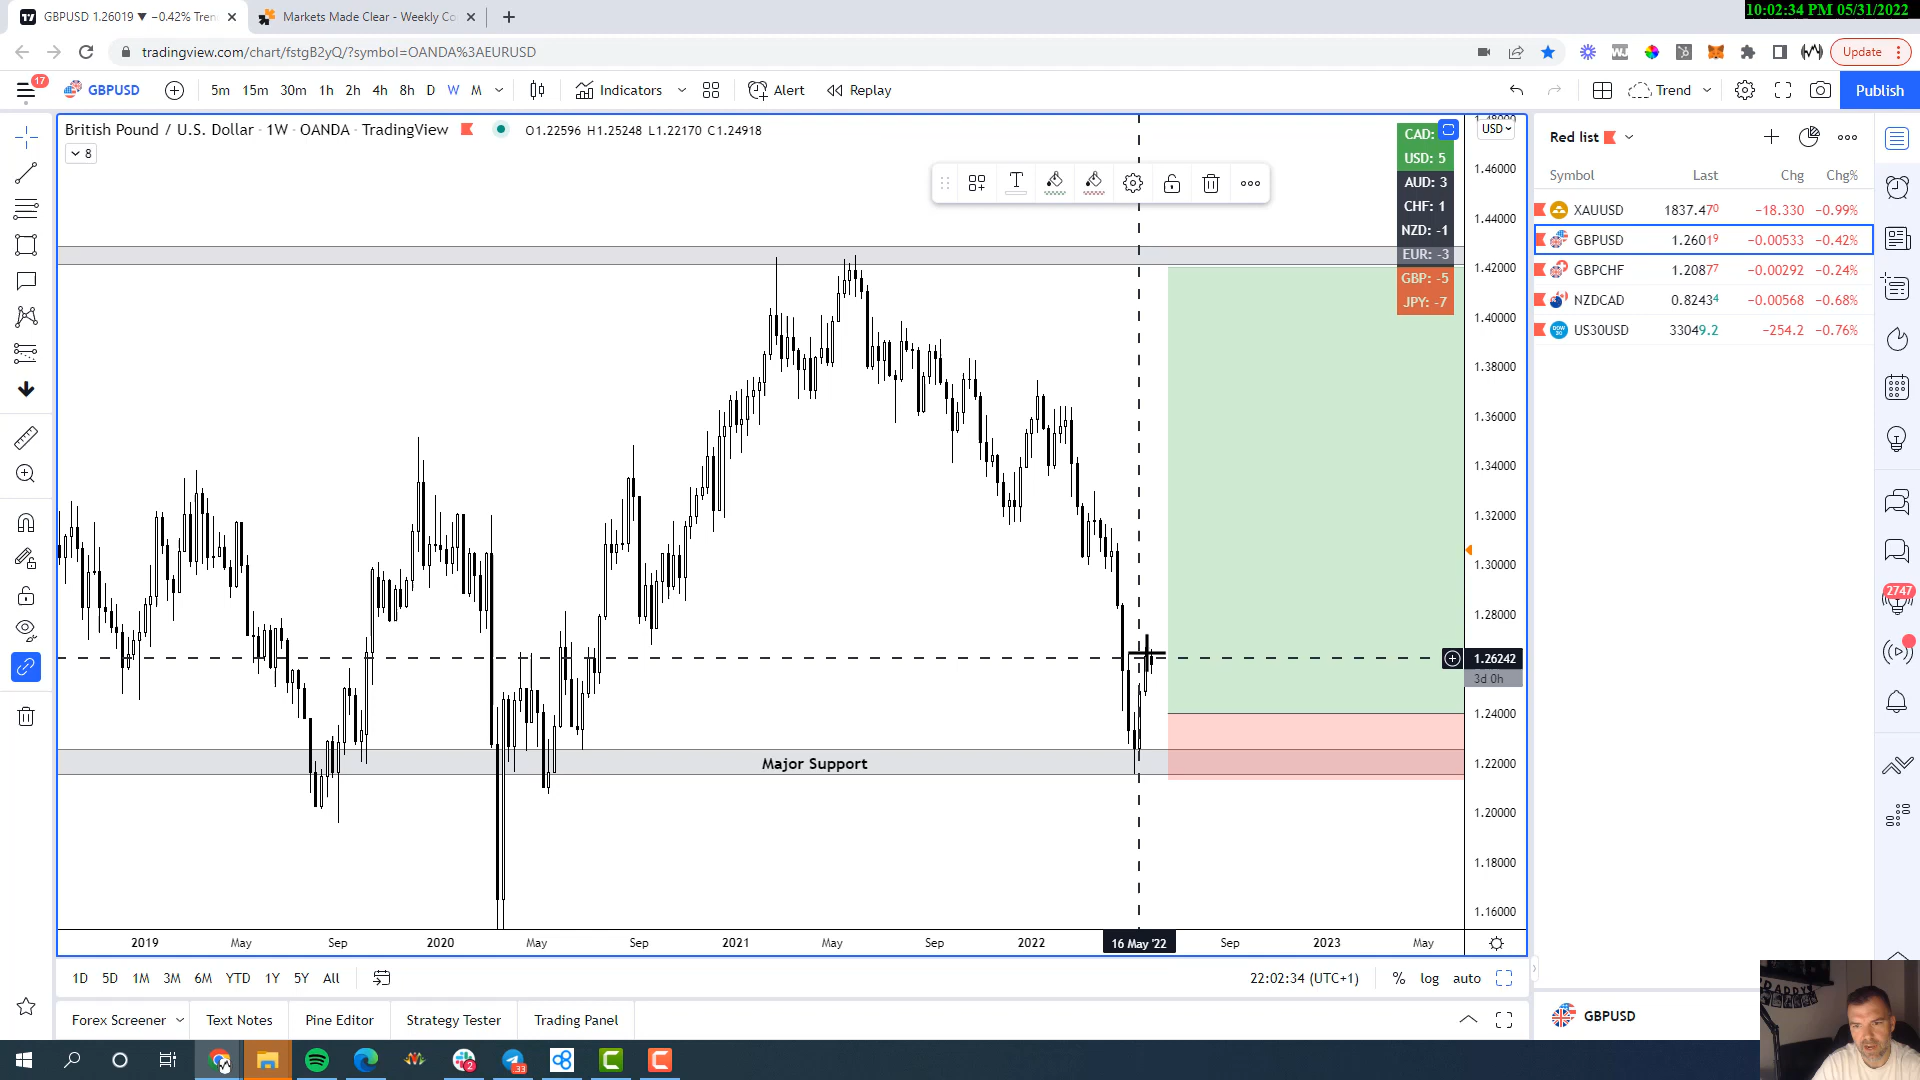 10:02:34 PM 05/31/2022
GBPUSD 1.26019 ▼ −0.42% Tren
Markets Made Clear - Weekly Co
tradingview.com/chart/fstgB2yQ/?symbol=OANDA%3AEURUSD
Update
17
GBPUSD
5m 15m 30m 1h 2h 4h 8h D W M
Indicators
Alert
Replay
Trend
Publish
British Pound / U.S. Dollar · 1W · OANDA · TradingView
O1.22596 H1.25248 L1.22170 C1.24918
8
CAD:
USD: 5
AUD: 3
CHF: 1
NZD: -1
EUR: -3
GBP: -5
JPY: -7
USD
1.46000
1.44000
1.42000
1.40000
1.38000
1.36000
1.34000
1.32000
1.30000
1.28000
1.26242
3d 0h
1.24000
1.22000
1.20000
1.18000
1.16000
Major Support
2019 May Sep 2020 May Sep 2021 May Sep 2022 16 May '22 Sep 2023 May
1D 5D 1M 3M 6M YTD 1Y 5Y All
22:02:34 (UTC+1)
% log auto
Forex Screener
Text Notes
Pine Editor
Strategy Tester
Trading Panel
Red list
Symbol Last Chg Chg%
XAUUSD 1837.470 −18.330 −0.99%
GBPUSD 1.26019 −0.00533 −0.42%
GBPCHF 1.20877 −0.00292 −0.24%
NZDCAD 0.82434 −0.00568 −0.68%
US30USD 33049.2 −254.2 −0.76%
2747
GBPUSD
2
33